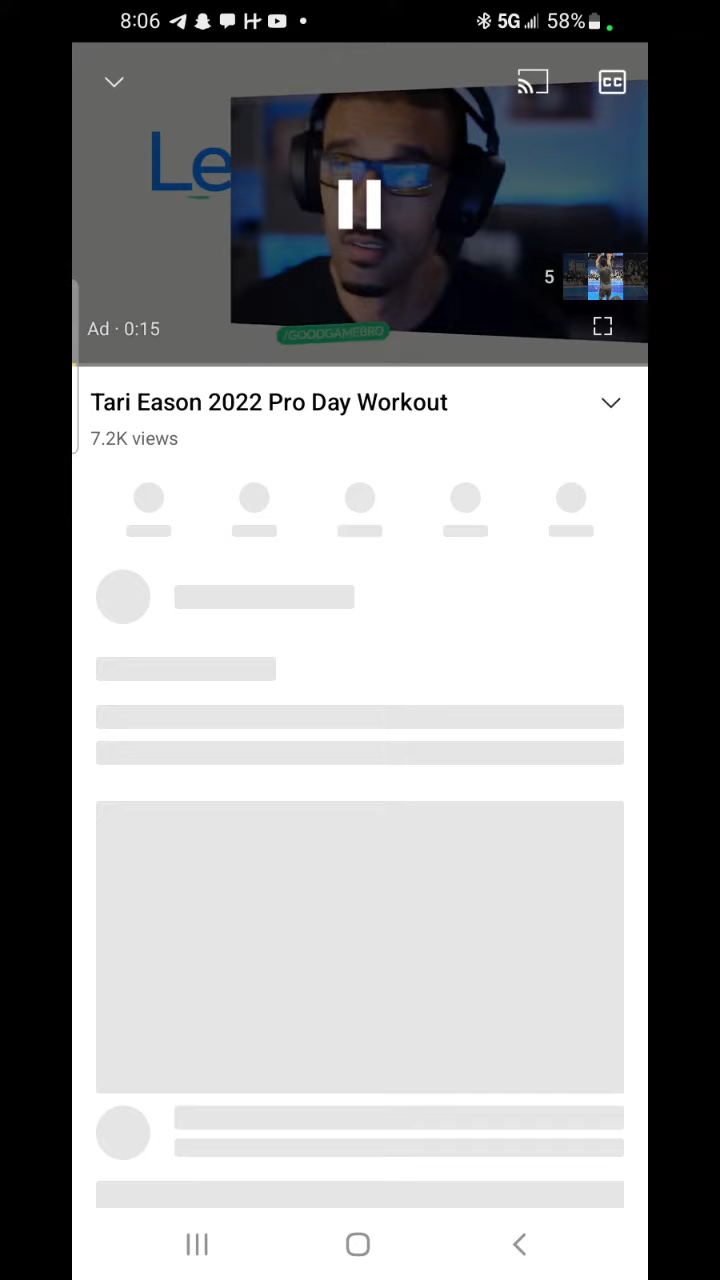 8:06
5G 58%
CC
Le
5
Ad · 0:15
/GOODGAMEBRO
Tari Eason 2022 Pro Day Workout
7.2K views